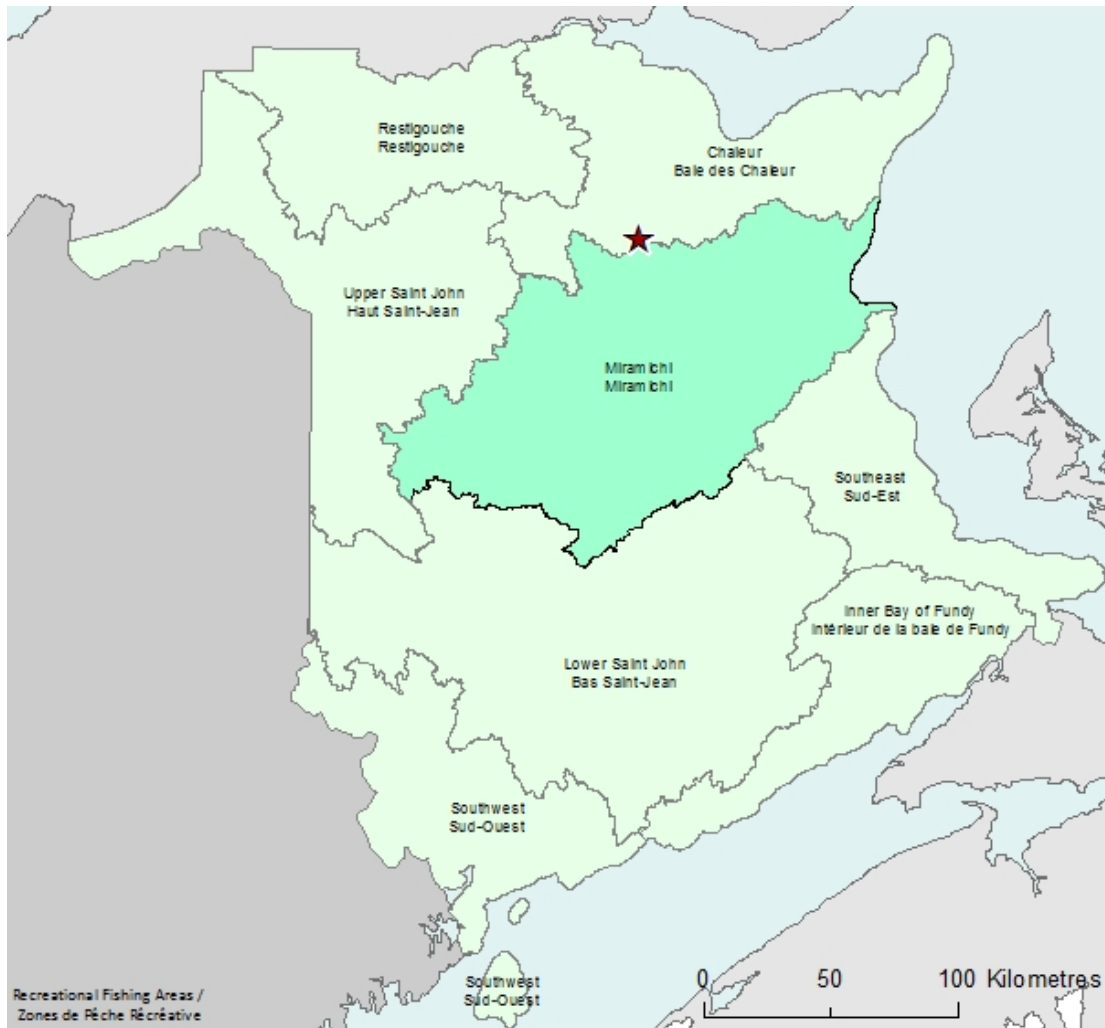 Restigouche
Restigouche
Chaleur
Baie des Chaleur
Upper Saint John
Haut Saint-Jean
Miramichi
Miramichi
Southeast
Sud-Est
Inner Bay of Fundy
Intérieur de la baie de Fundy
Lower Saint John
Bas Saint-Jean
Southwest
Sud-Ouest
Southwest
Sud-Ouest
0 50 100 Kilometres
Recreational Fishing Areas /
Zones de Pêche Récréative